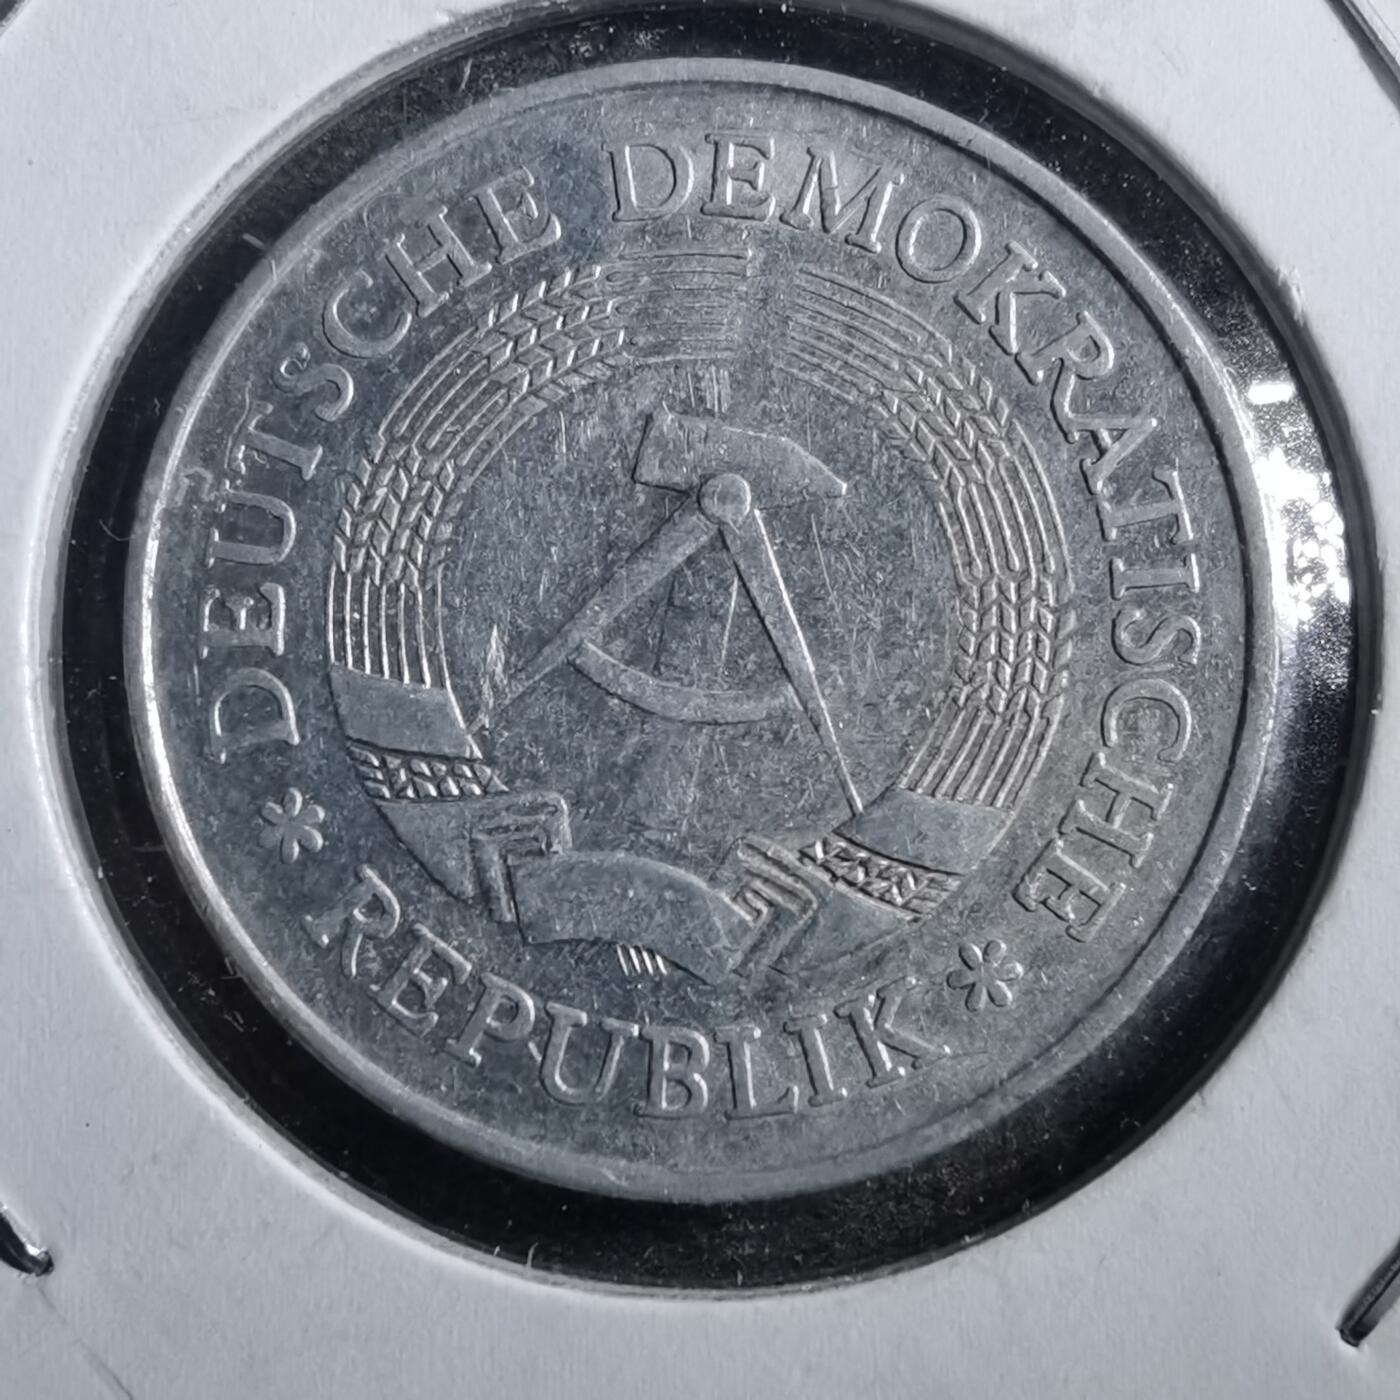 DEUTSCHE DEMOKRATISCHE
* REPUBLIK *